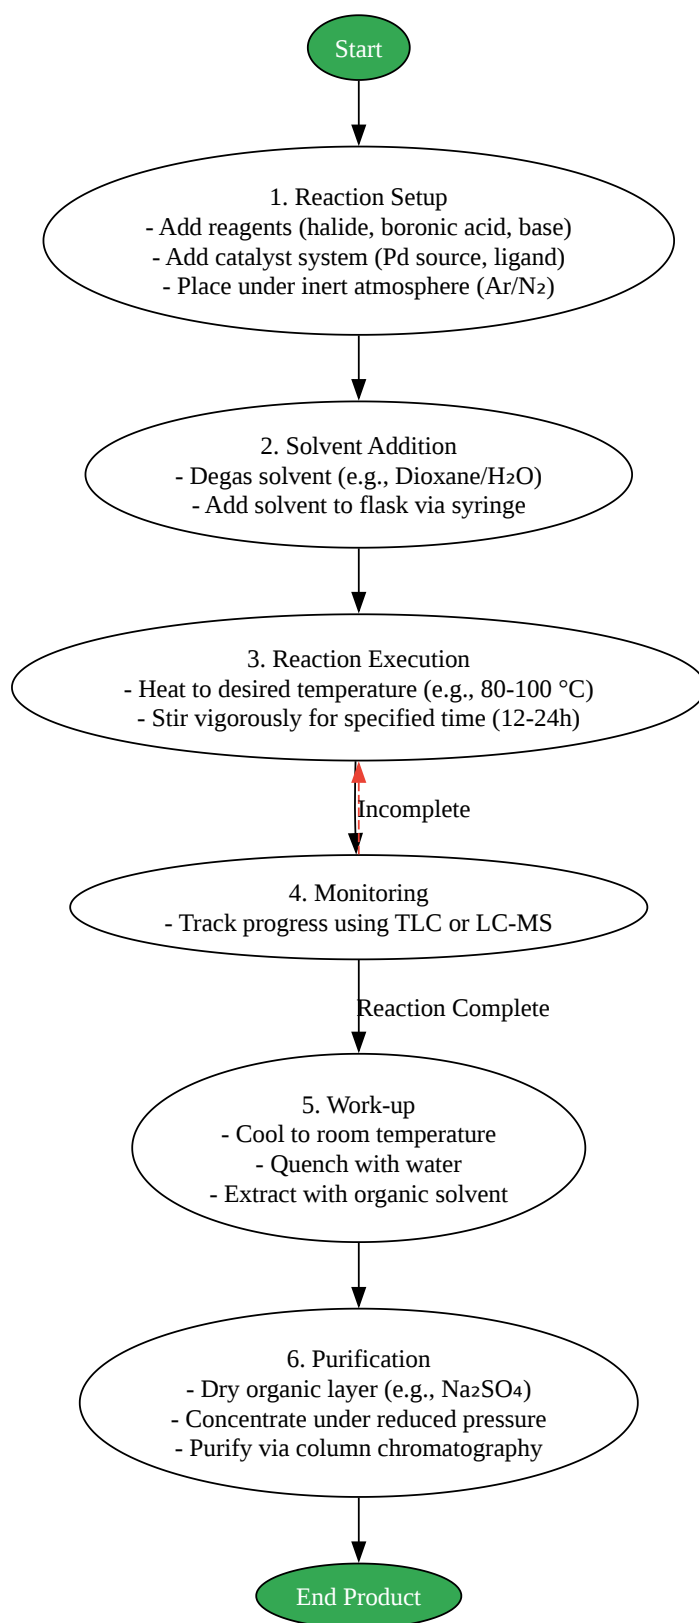 Start
1. Reaction Setup
- Add reagents (halide, boronic acid, base)
- Add catalyst system (Pd source, ligand)
- Place under inert atmosphere (Ar/N₂)
2. Solvent Addition
- Degas solvent (e.g., Dioxane/H₂O)
- Add solvent to flask via syringe
3. Reaction Execution
- Heat to desired temperature (e.g., 80-100 °C)
- Stir vigorously for specified time (12-24h)
Incomplete
4. Monitoring
- Track progress using TLC or LC-MS
Reaction Complete
5. Work-up
- Cool to room temperature
- Quench with water
- Extract with organic solvent
6. Purification
- Dry organic layer (e.g., Na₂SO₄)
- Concentrate under reduced pressure
- Purify via column chromatography
End Product